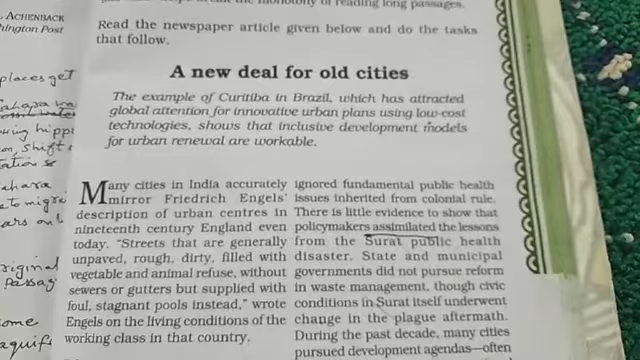 of reading long passages.
ACHENBACK
hington Post
Read the newspaper article given below and do the tasks
that follow.
A new deal for old cities
The example of Curitiba in Brazil, which has attracted
global attention for innovative urban plans using low-cost
technologies, shows that inclusive development models
for urban renewal are workable.
places get
Many cities in India accurately
mirror Friedrich Engels'
description of urban centres in
nineteenth century England even
today. “Streets that are generally
unpaved, rough, dirty, filled with
vegetable and animal refuse, without
sewers or gutters but supplied with
foul, stagnant pools instead,” wrote
Engels on the living conditions of the
working class in that country.
ignored fundamental public health
issues inherited from colonial rule.
There is little evidence to show that
policymakers assimilated the lessons
from the Surat public health
disaster. State and municipal
governments did not pursue reform
in waste management, though civic
conditions in Surat itself underwent
change in the plague aftermath.
During the past decade, many cities
pursued development agendas—often